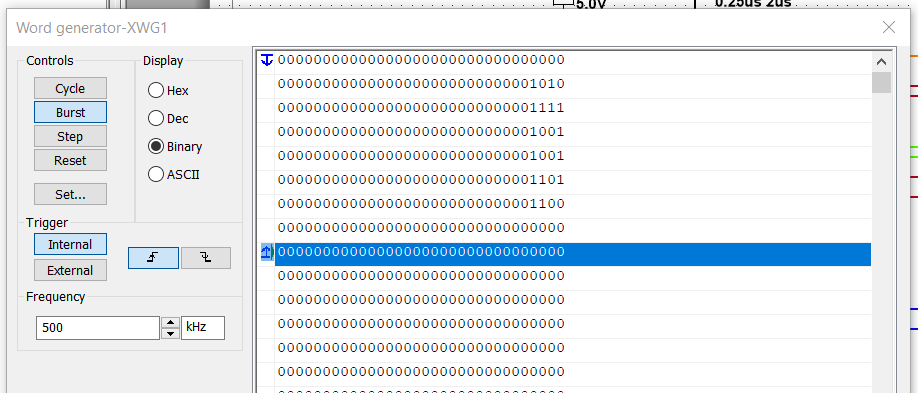 5.0V 0.25us 2us
Word generator-XWG1
Controls
Cycle
Burst
Step
Reset
Set...
Display
Hex
Dec
Binary
ASCII
Trigger
Internal
External
Frequency
500 kHz
00000000000000000000000000000000
00000000000000000000000000001010
00000000000000000000000000001111
00000000000000000000000000001001
00000000000000000000000000001001
00000000000000000000000000001101
00000000000000000000000000001100
00000000000000000000000000000000
00000000000000000000000000000000
00000000000000000000000000000000
00000000000000000000000000000000
00000000000000000000000000000000
00000000000000000000000000000000
00000000000000000000000000000000